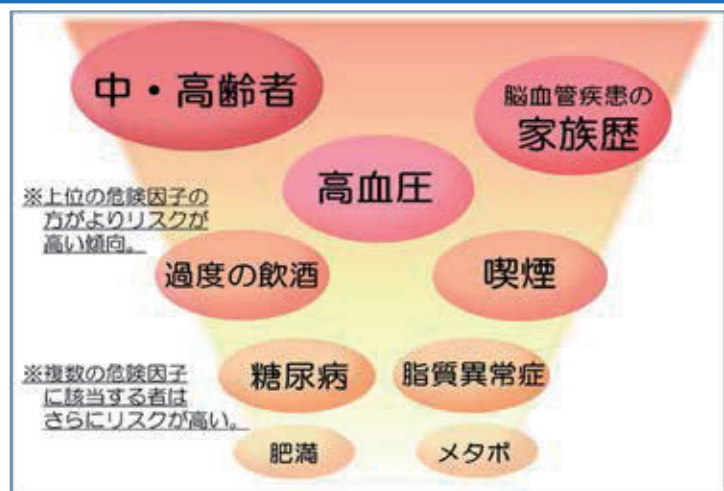 中・高齢者
脳血管疾患の
家族歴
高血圧
※上位の危険因子の
方がよりリスクが
高い傾向。
過度の飲酒
喫煙
※複数の危険因子
に該当する者は
さらにリスクが高い。
糖尿病
脂質異常症
肥満
メタボ